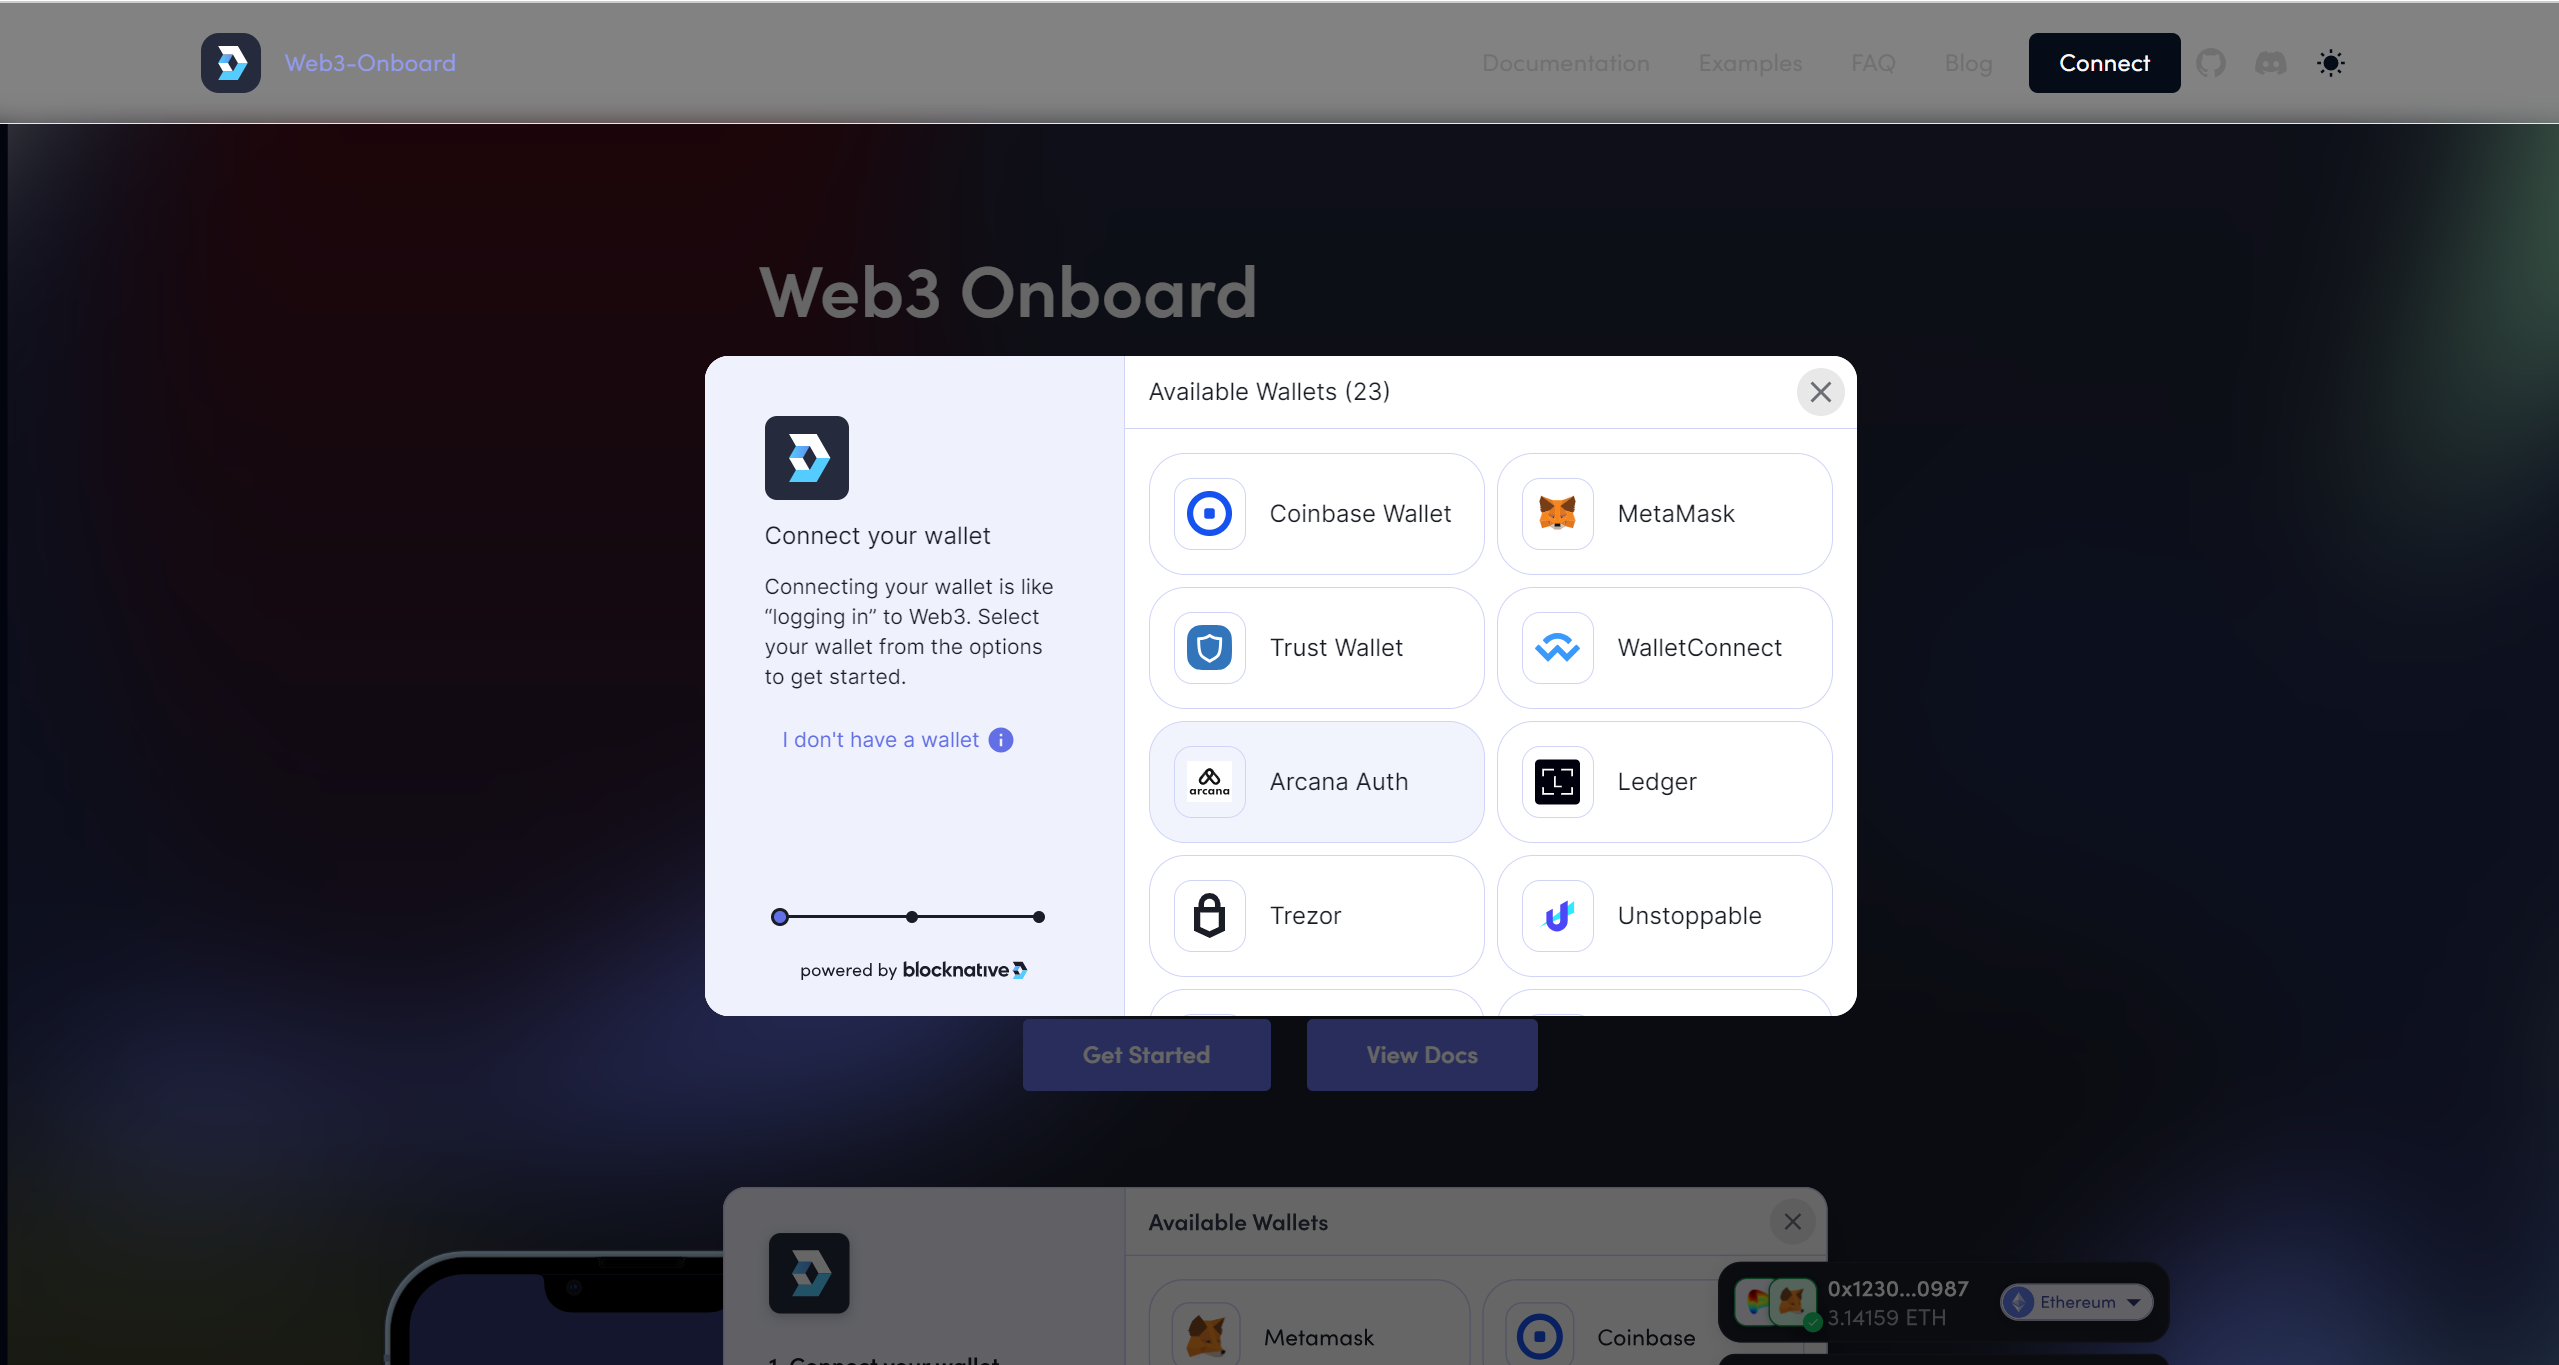 Web3-Onboard
Documentation
Examples
FAQ
Blog
Connect
Web3 Onboard
Connect your wallet
Connecting your wallet is like
“logging in” to Web3. Select
your wallet from the options
to get started.
I don't have a wallet
powered by blocknative
Available Wallets (23)
Coinbase Wallet
MetaMask
Trust Wallet
WalletConnect
arcana
Arcana Auth
Ledger
Trezor
Unstoppable
Get Started
View Docs
Available Wallets
Metamask
Coinbase
0x1230...0987
3.14159 ETH
Ethereum
1. Connect your wallet